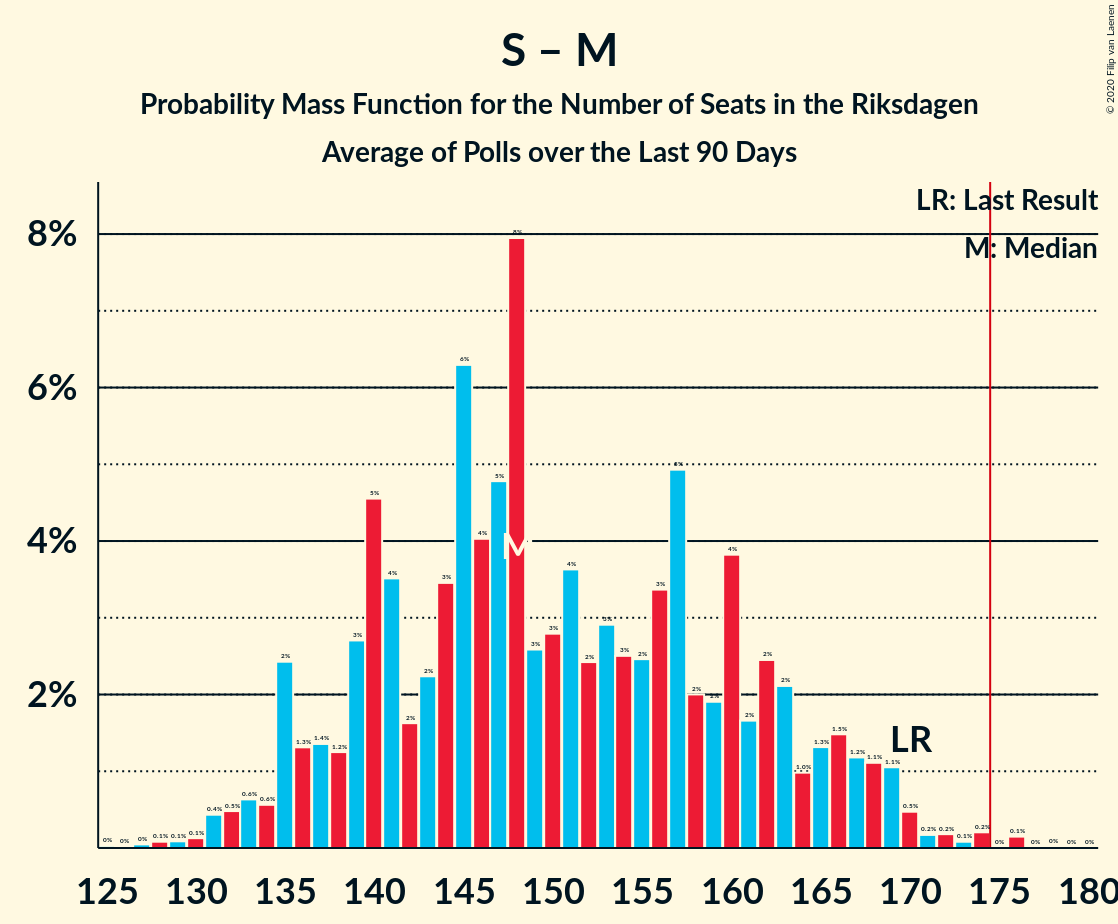 S – M
Probability Mass Function for the Number of Seats in the Riksdagen
Average of Polls over the Last 90 Days
© 2020 Filip van Laenen
LR: Last Result
M: Median
8%
6%
4%
2%
0% 0% 0% 0.1% 0.1% 0.1% 0.4% 0.5% 0.6% 0.6% 2% 1.3% 1.4% 1.2% 3% 5% 4% 2% 2% 3% 6% 4% 5% 8% 3% 3% 4% 2% 3% 3% 2% 3% 5% 2% 2% 4% 2% 2% 2% 1.0% 1.3% 1.5% 1.2% 1.1% 1.1% 0.5% 0.2% 0.2% 0.1% 0.2% 0% 0.1% 0% 0% 0% 0%
M
LR
125 130 135 140 145 150 155 160 165 170 175 180